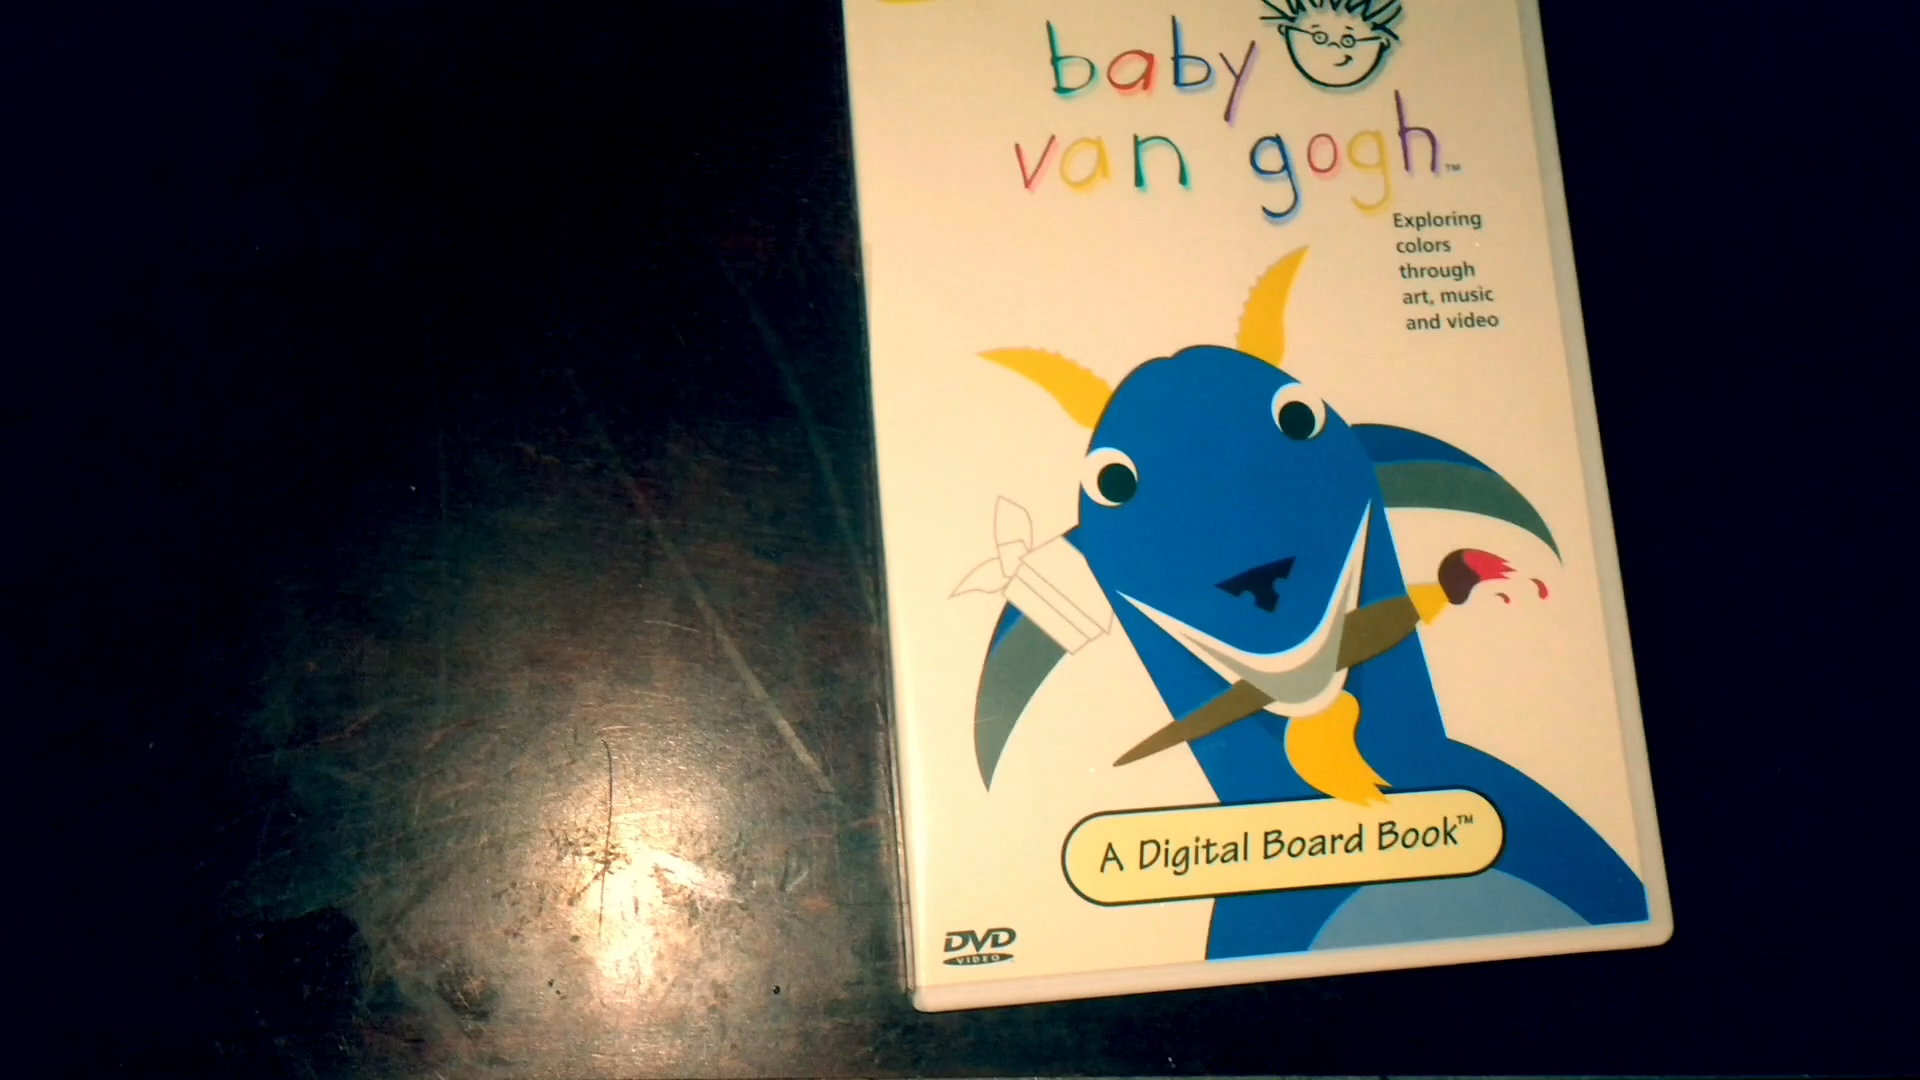 baby
van gogh™
Exploring
colors
through
art, music
and video
A Digital Board Book™
DVD
VIDEO